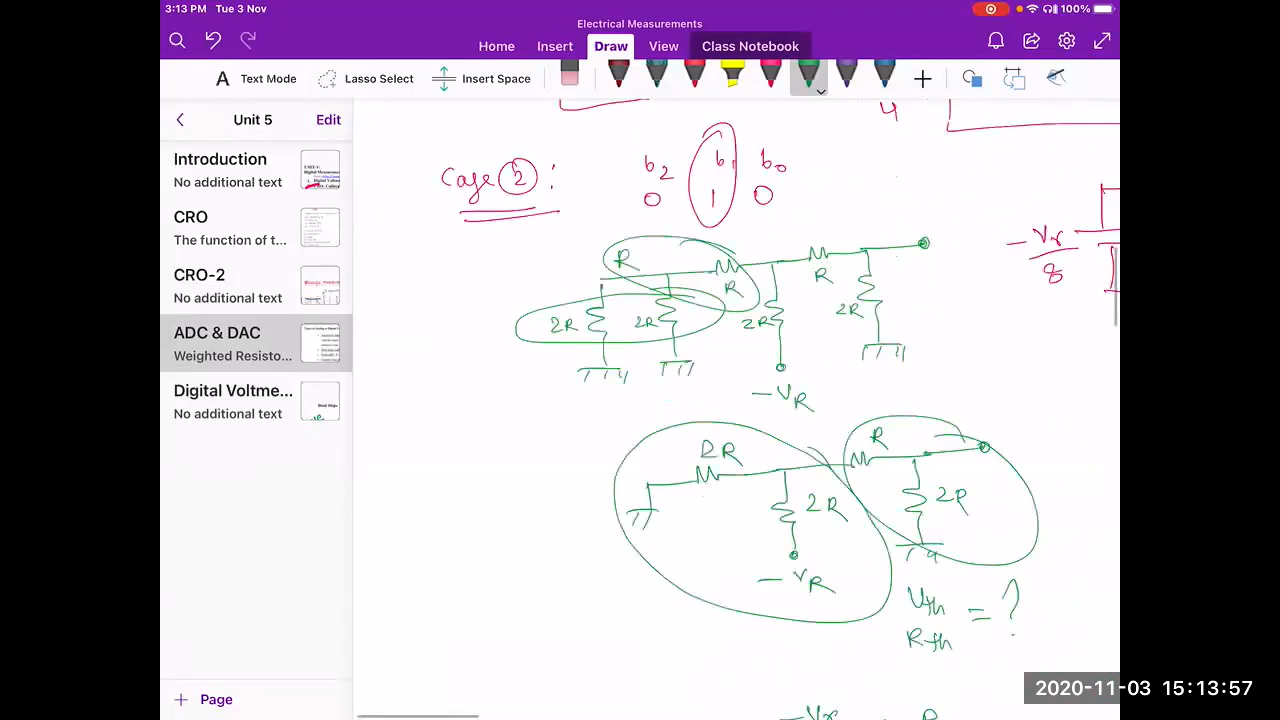 3:13 PM Tue 3 Nov
100%
Electrical Measurements
Home Insert Draw View Class Notebook
A Text Mode Lasso Select Insert Space
Unit 5 Edit
Introduction
No additional text
CRO
The function of t...
CRO-2
No additional text
ADC & DAC
Weighted Resisto...
Digital Voltme...
No additional text
Page
4
Case 2 :
b2 b1 b0
0 1 0
R
R
R
2R 2R 2R 2R
-VR
-Vr
8
2R
R
2R
2R
-VR
Vth
Rth
= ?
-Vr
2020-11-03 15:13:57